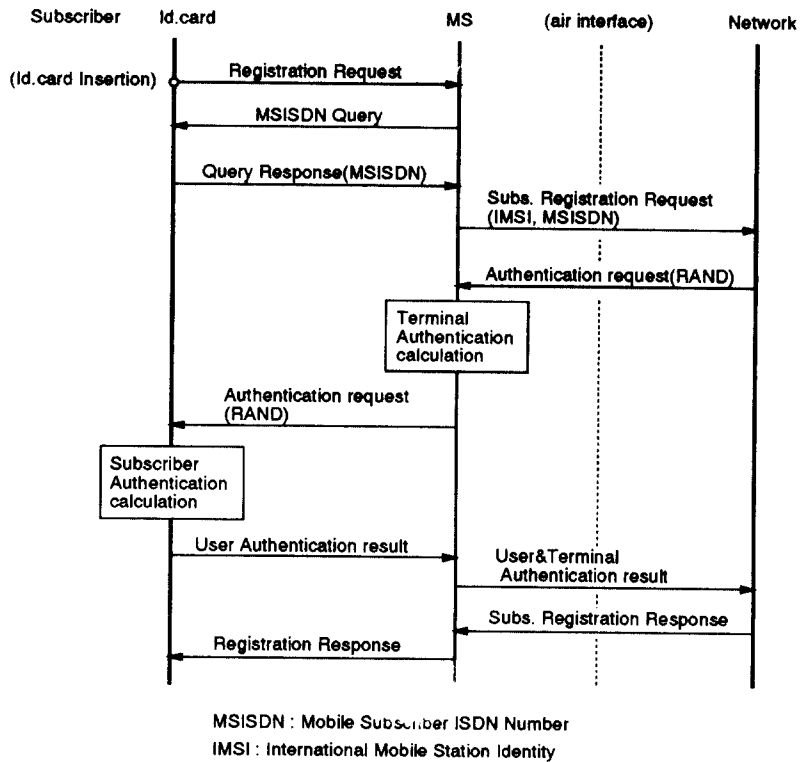 Subscriber Id.card MS (air interface) Network
(Id.card Insertion) Registration Request
MSISDN Query
Query Response(MSISDN)
Subs. Registration Request
(IMSI, MSISDN)
Authentication request(RAND)
Terminal
Authentication
calculation
Authentication request
(RAND)
Subscriber
Authentication
calculation
User Authentication result
User&Terminal
Authentication result
Subs. Registration Response
Registration Response
MSISDN : Mobile Subscriber ISDN Number
IMSI : International Mobile Station Identity